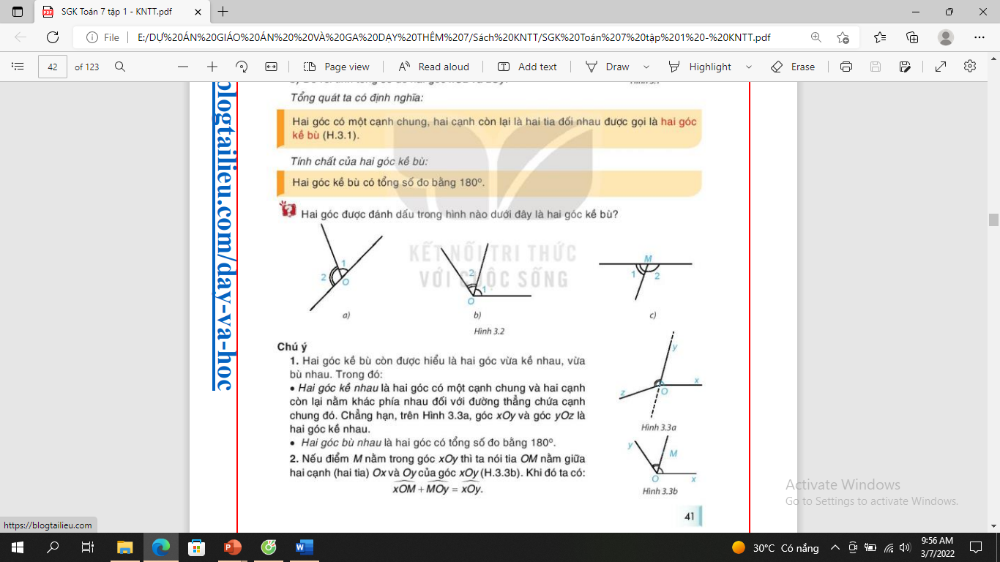 SGK Toán 7 tập 1 - KNTT.pdf
File
E:/DỰ%20ÁN%20GIÁO%20ÁN%20%20VÀ%20GA%20DẠY%20THÊM%207/Sách%20KNTT/SGK%20Toán%207%20tập%201%20-%20KNTT.pdf
42 of 123
Page view
Read aloud
Add text
Draw
Highlight
Erase
blogtailieu.com/day-va-hoc
Tổng quát ta có định nghĩa:
Hai góc có một cạnh chung, hai cạnh còn lại là hai tia đối nhau được gọi là hai góc
kề bù (H.3.1).
Tính chất của hai góc kề bù:
Hai góc kề bù có tổng số đo bằng 180º.
?
Hai góc được đánh dấu trong hình nào dưới đây là hai góc kề bù?
KẾT NỐI TRI THỨC
VỚI CUỘC SỐNG
1
2
O
a)
2
1
O
b)
M
1
2
c)
Hình 3.2
Chú ý
1. Hai góc kề bù còn được hiểu là hai góc vừa kề nhau, vừa
bù nhau. Trong đó:
• Hai góc kề nhau là hai góc có một cạnh chung và hai cạnh
còn lại nằm khác phía nhau đối với đường thẳng chứa cạnh
chung đó. Chẳng hạn, trên Hình 3.3a, góc xOy và góc yOz là
hai góc kề nhau.
• Hai góc bù nhau là hai góc có tổng số đo bằng 180º.
2. Nếu điểm M nằm trong góc xOy thì ta nói tia OM nằm giữa
hai cạnh (hai tia) Ox và Oy của góc xOy (H.3.3b). Khi đó ta có:
xOM + MOy = xOy.
y
x
z
O
Hình 3.3a
y
M
O
x
Hình 3.3b
41
Activate Windows
Go to Settings to activate Windows.
https://blogtailieu.com
30°C Có nắng
9:56 AM
3/7/2022